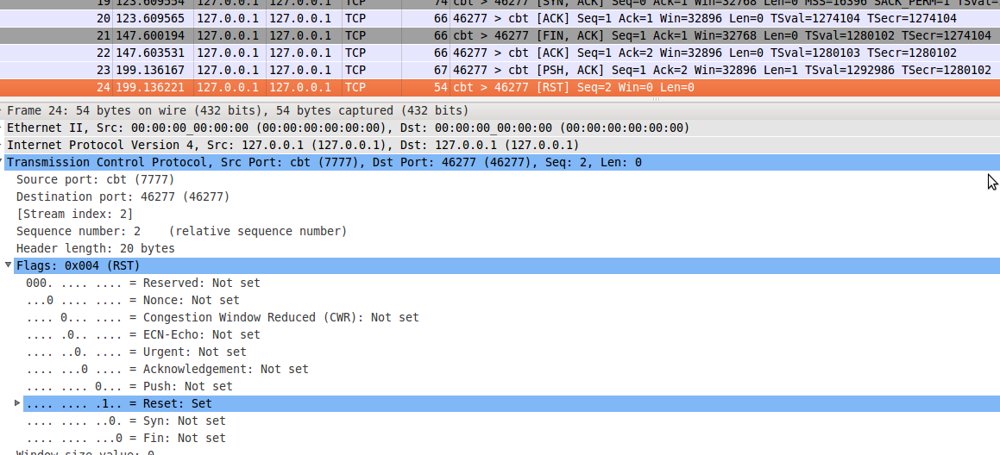 19 123.609554 127.0.0.1 127.0.0.1 TCP 74 cbt > 46277 [SYN, ACK] Seq=0 Ack=1 Win=32768 Len=0 MSS=16396 SACK_PERM=1 TSval=
20 123.609565 127.0.0.1 127.0.0.1 TCP 66 46277 > cbt [ACK] Seq=1 Ack=1 Win=32896 Len=0 TSval=1274104 TSecr=1274104
21 147.600194 127.0.0.1 127.0.0.1 TCP 66 cbt > 46277 [FIN, ACK] Seq=1 Ack=1 Win=32768 Len=0 TSval=1280102 TSecr=1274104
22 147.603531 127.0.0.1 127.0.0.1 TCP 66 46277 > cbt [ACK] Seq=1 Ack=2 Win=32896 Len=0 TSval=1280103 TSecr=1280102
23 199.136167 127.0.0.1 127.0.0.1 TCP 67 46277 > cbt [PSH, ACK] Seq=1 Ack=2 Win=32896 Len=1 TSval=1292986 TSecr=1280102
24 199.136221 127.0.0.1 127.0.0.1 TCP 54 cbt > 46277 [RST] Seq=2 Win=0 Len=0
Frame 24: 54 bytes on wire (432 bits), 54 bytes captured (432 bits)
Ethernet II, Src: 00:00:00_00:00:00 (00:00:00:00:00:00), Dst: 00:00:00_00:00:00 (00:00:00:00:00:00)
Internet Protocol Version 4, Src: 127.0.0.1 (127.0.0.1), Dst: 127.0.0.1 (127.0.0.1)
Transmission Control Protocol, Src Port: cbt (7777), Dst Port: 46277 (46277), Seq: 2, Len: 0
Source port: cbt (7777)
Destination port: 46277 (46277)
[Stream index: 2]
Sequence number: 2 (relative sequence number)
Header length: 20 bytes
Flags: 0x004 (RST)
000. .... .... = Reserved: Not set
...0 .... .... = Nonce: Not set
.... 0... .... = Congestion Window Reduced (CWR): Not set
.... .0.. .... = ECN-Echo: Not set
.... ..0. .... = Urgent: Not set
.... ...0 .... = Acknowledgement: Not set
.... .... 0... = Push: Not set
.... .... .1.. = Reset: Set
.... .... ..0. = Syn: Not set
.... .... ...0 = Fin: Not set
Window size value: 0